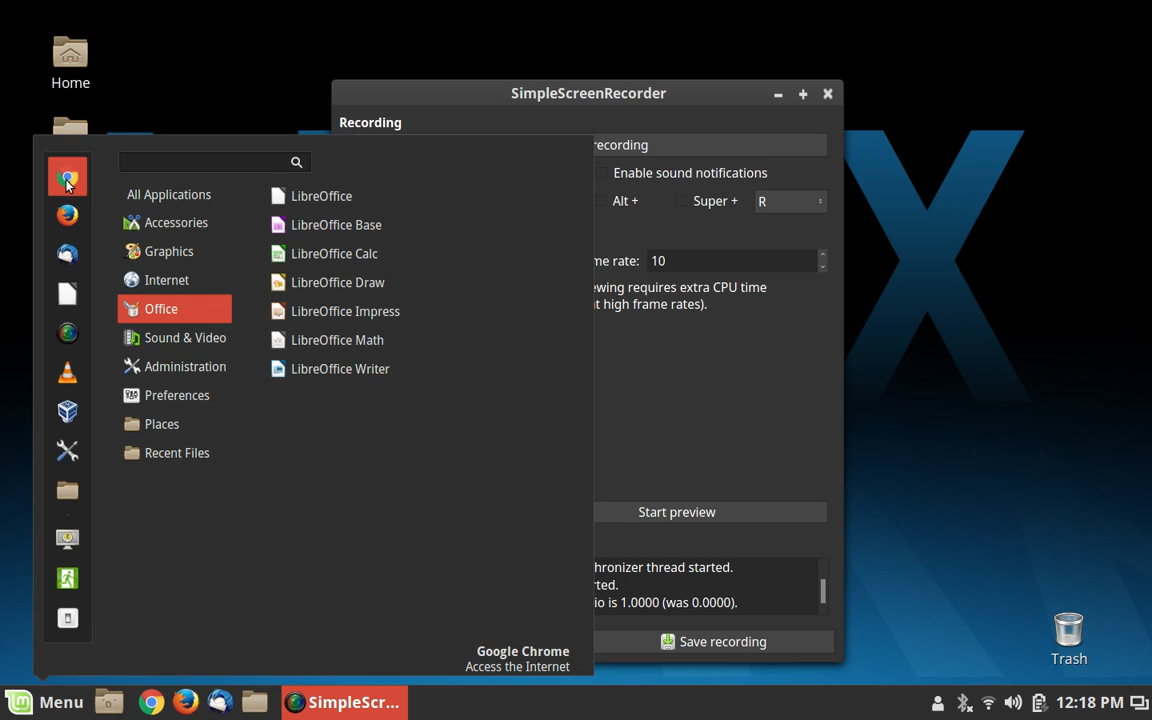 Home
SimpleScreenRecorder
Recording
recording
Enable sound notifications
Alt +
Super +
R
me rate:
10
ewing requires extra CPU time
t high frame rates).
Start preview
hronizer thread started.
rted.
io is 1.0000 (was 0.0000).
Save recording
All Applications
Accessories
Graphics
Internet
Office
Sound & Video
Administration
Preferences
Places
Recent Files
LibreOffice
LibreOffice Base
LibreOffice Calc
LibreOffice Draw
LibreOffice Impress
LibreOffice Math
LibreOffice Writer
Google Chrome
Access the Internet
Trash
Menu
SimpleScr...
12:18 PM